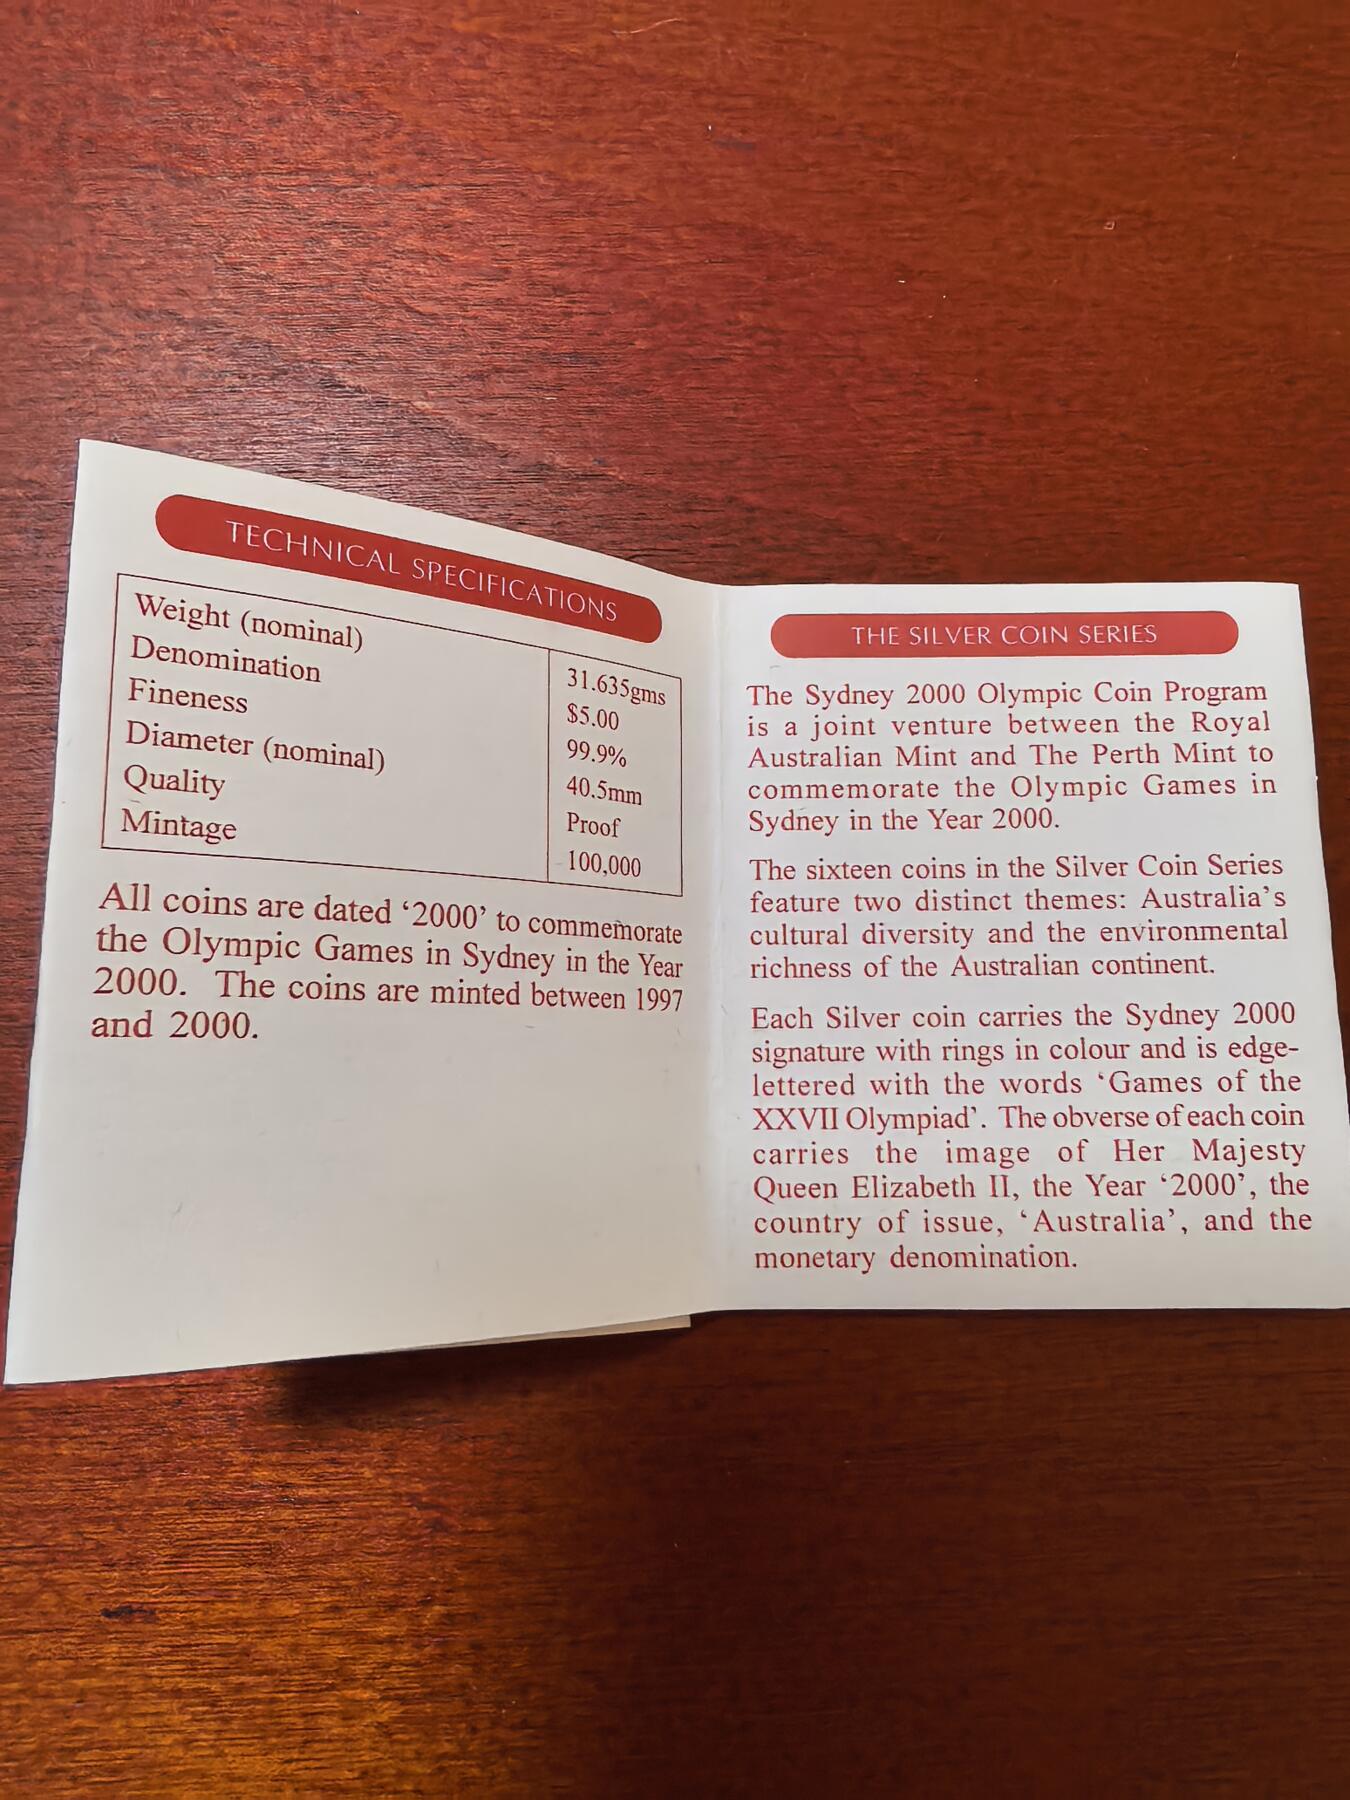 TECHNICAL SPECIFICATIONS
Weight (nominal) 31.635gms
Denomination $5.00
Fineness 99.9%
Diameter (nominal) 40.5mm
Quality Proof
Mintage 100,000
All coins are dated ‘2000’ to commemorate
the Olympic Games in Sydney in the Year
2000. The coins are minted between 1997
and 2000.
THE SILVER COIN SERIES
The Sydney 2000 Olympic Coin Program
is a joint venture between the Royal
Australian Mint and The Perth Mint to
commemorate the Olympic Games in
Sydney in the Year 2000.
The sixteen coins in the Silver Coin Series
feature two distinct themes: Australia’s
cultural diversity and the environmental
richness of the Australian continent.
Each Silver coin carries the Sydney 2000
signature with rings in colour and is edge-
lettered with the words ‘Games of the
XXVII Olympiad’. The obverse of each coin
carries the image of Her Majesty
Queen Elizabeth II, the Year ‘2000’, the
country of issue, ‘Australia’, and the
monetary denomination.